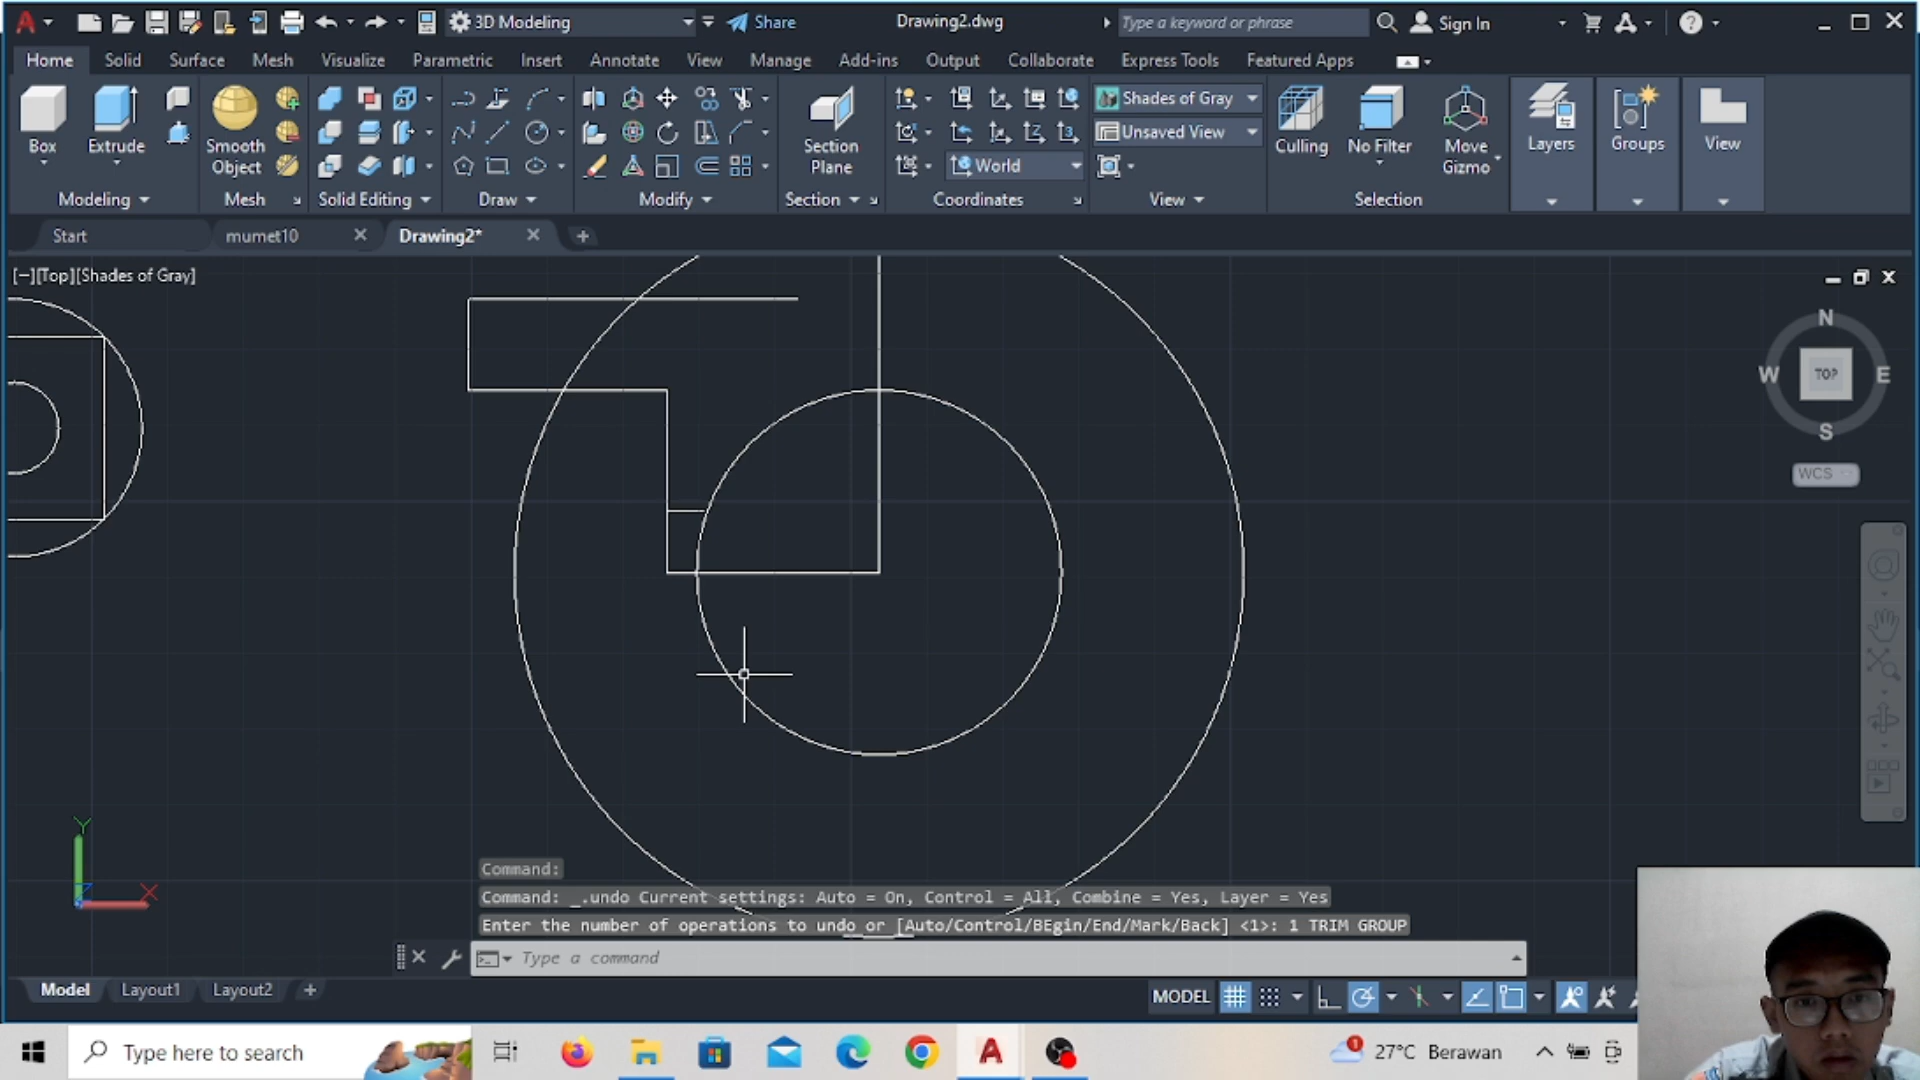 3D Modeling
Share
Drawing2.dwg
Type a keyword or phrase
Sign In
Home Solid Surface Mesh Visualize Parametric Insert Annotate View Manage Add-ins Output Collaborate Express Tools Featured Apps
Box
Extrude
Smooth Object
Section Plane
World
Shades of Gray
Unsaved View
Culling
No Filter
Move Gizmo
Layers
Groups
View
Modeling Mesh Solid Editing Draw Modify Section Coordinates View Selection
Start mumet10 Drawing2*
[−][Top][Shades of Gray]
N
W TOP E
S
WCS
Y
X
Z
Command:
Command: _.undo Current settings: Auto = On, Control = All, Combine = Yes, Layer = Yes
Enter the number of operations to undo or [Auto/Control/BEgin/End/Mark/Back] <1>: 1 TRIM GROUP
Type a command
Model Layout1 Layout2
MODEL
Type here to search
1
27°C Berawan